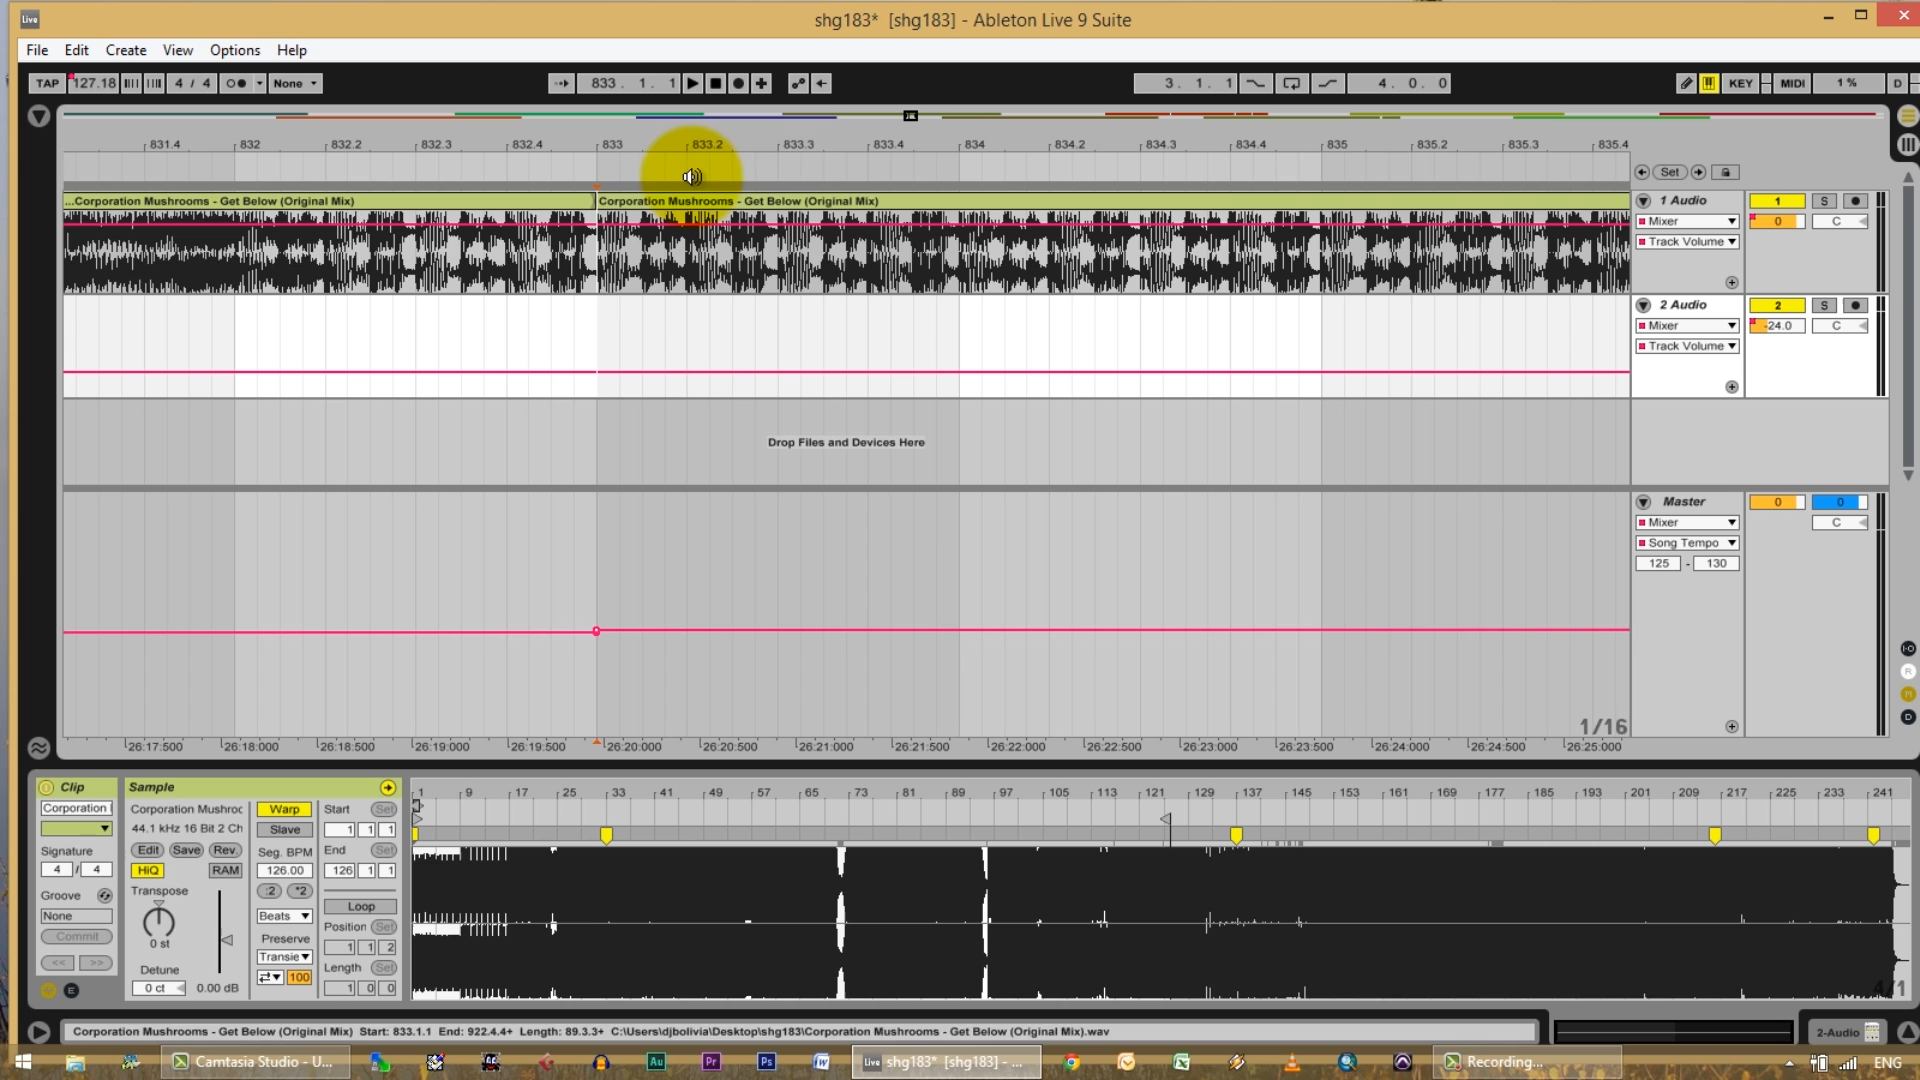 Live
shg183* [shg183] - Ableton Live 9 Suite
File Edit Create View Options Help
TAP 127.18 4 / 4 None 833. 1. 1 3. 1. 1 4. 0. 0 KEY MIDI 1 % D
831.4 832 832.2 832.3 832.4 833 833.2 833.3 833.4 834 834.2 834.3 834.4 835 835.2 835.3 835.4
Set
...Corporation Mushrooms - Get Below (Original Mix) Corporation Mushrooms - Get Below (Original Mix)
1 Audio 1 S
Mixer 0 C
Track Volume
2 Audio 2 S
Mixer -24.0 C
Track Volume
Drop Files and Devices Here
Master 0 0
Mixer C
Song Tempo
125 - 130
1/16
26:17:500 26:18:000 26:18:500 26:19:000 26:19:500 26:20:000 26:20:500 26:21:000 26:21:500 26:22:000 26:22:500 26:23:000 26:23:500 26:24:000 26:24:500 26:25:000
I-O
R
M
D
Clip
Corporation
Signature
4 / 4
Groove
None
Commit
<< >>
E
Sample
Corporation Mushroc
44.1 kHz 16 Bit 2 Ch
Edit Save Rev.
HiQ RAM
Transpose
0 st
Detune
0 ct 0.00 dB
Warp
Slave
Seg. BPM
126.00
:2 *2
Beats
Preserve
Transie
100
Start Set
1 1 1
End Set
126 1 1
Loop
Position Set
1 1 2
Length Set
1 0 0
1 9 17 25 33 41 49 57 65 73 81 89 97 105 113 121 129 137 145 153 161 169 177 185 193 201 209 217 225 233 241
4/1
Corporation Mushrooms - Get Below (Original Mix) Start: 833.1.1 End: 922.4.4+ Length: 89.3.3+ C:\Users\djbolivia\Desktop\shg183\Corporation Mushrooms - Get Below (Original Mix).wav
2-Audio
Camtasia Studio - U... Au Pr Ps Live shg183* [shg183] - ... Recording... ENG